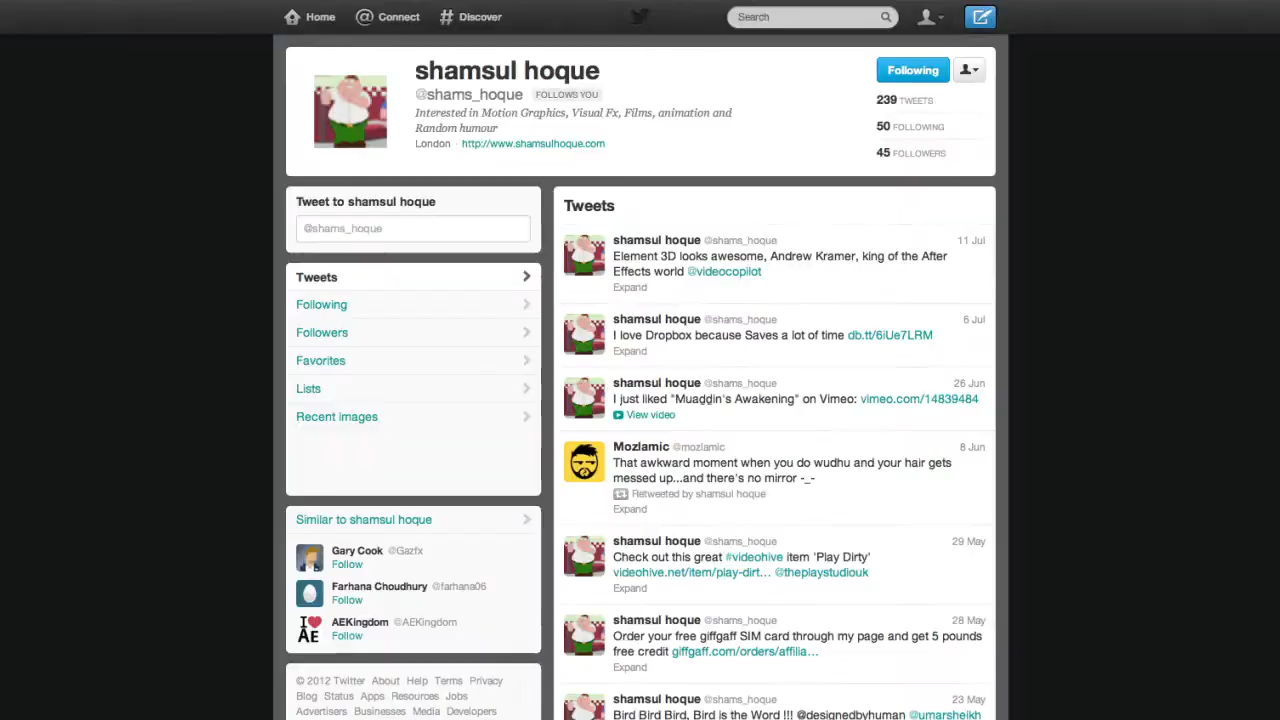 Home
Connect
Discover
Search
shamsul hoque
@shams_hoque FOLLOWS YOU
Interested in Motion Graphics, Visual Fx, Films, animation and
Random humour
London · http://www.shamsulhoque.com
Following
239 TWEETS
50 FOLLOWING
45 FOLLOWERS
Tweet to shamsul hoque
@shams_hoque
Tweets
Following
Followers
Favorites
Lists
Recent images
Similar to shamsul hoque
Gary Cook @Gazfx
Follow
Farhana Choudhury @farhana06
Follow
I ❤ AE
AEKingdom @AEKingdom
Follow
© 2012 Twitter About Help Terms Privacy
Blog Status Apps Resources Jobs
Advertisers Businesses Media Developers
Tweets
shamsul hoque @shams_hoque 11 Jul
Element 3D looks awesome, Andrew Kramer, king of the After
Effects world @videocopilot
Expand
shamsul hoque @shams_hoque 6 Jul
I love Dropbox because Saves a lot of time db.tt/6iUe7LRM
Expand
shamsul hoque @shams_hoque 26 Jun
I just liked "Muaḍḍin's Awakening" on Vimeo: vimeo.com/14839484
View video
Mozlamic @mozlamic 8 Jun
That awkward moment when you do wudhu and your hair gets
messed up...and there's no mirror -_-
Retweeted by shamsul hoque
Expand
shamsul hoque @shams_hoque 29 May
Check out this great #videohive item 'Play Dirty'
videohive.net/item/play-dirt… @theplaystudiouk
Expand
shamsul hoque @shams_hoque 28 May
Order your free giffgaff SIM card through my page and get 5 pounds
free credit giffgaff.com/orders/affilia…
Expand
shamsul hoque @shams_hoque 23 May
Bird Bird Bird, Bird is the Word !!! @designedbyhuman @umarsheikh